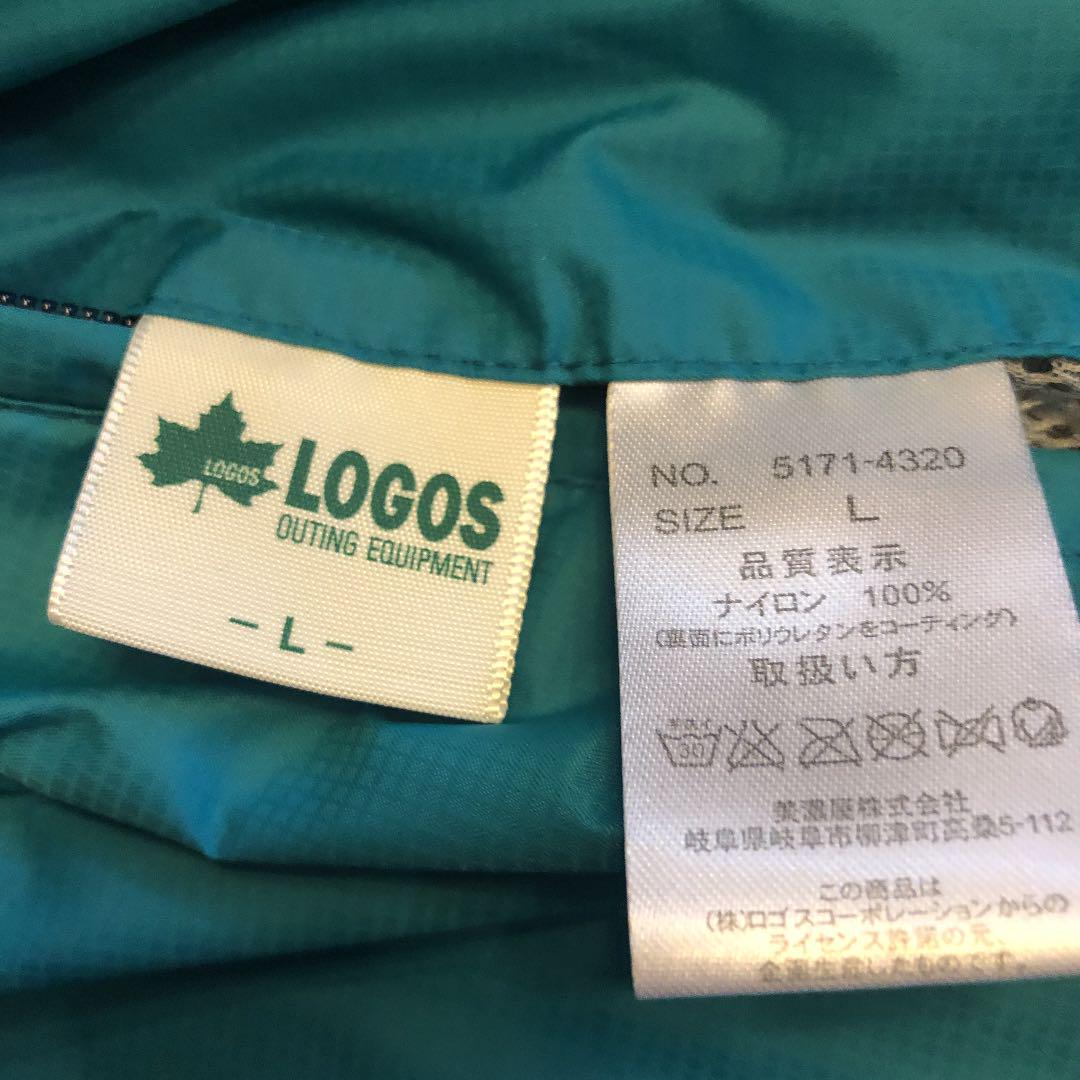 LOGOS
LOGOS
OUTING EQUIPMENT
- L -
NO. 5171-4320
SIZE L
品質表示
ナイロン 100%
(裏面にポリウレタンをコーティング)
取扱い方
30
美濃屋株式会社
岐阜県岐阜市柳津町高桑5-112
この商品は
(株)ロゴスコーポレーションからの
ライセンス許諾の元、
企画生産したものです。